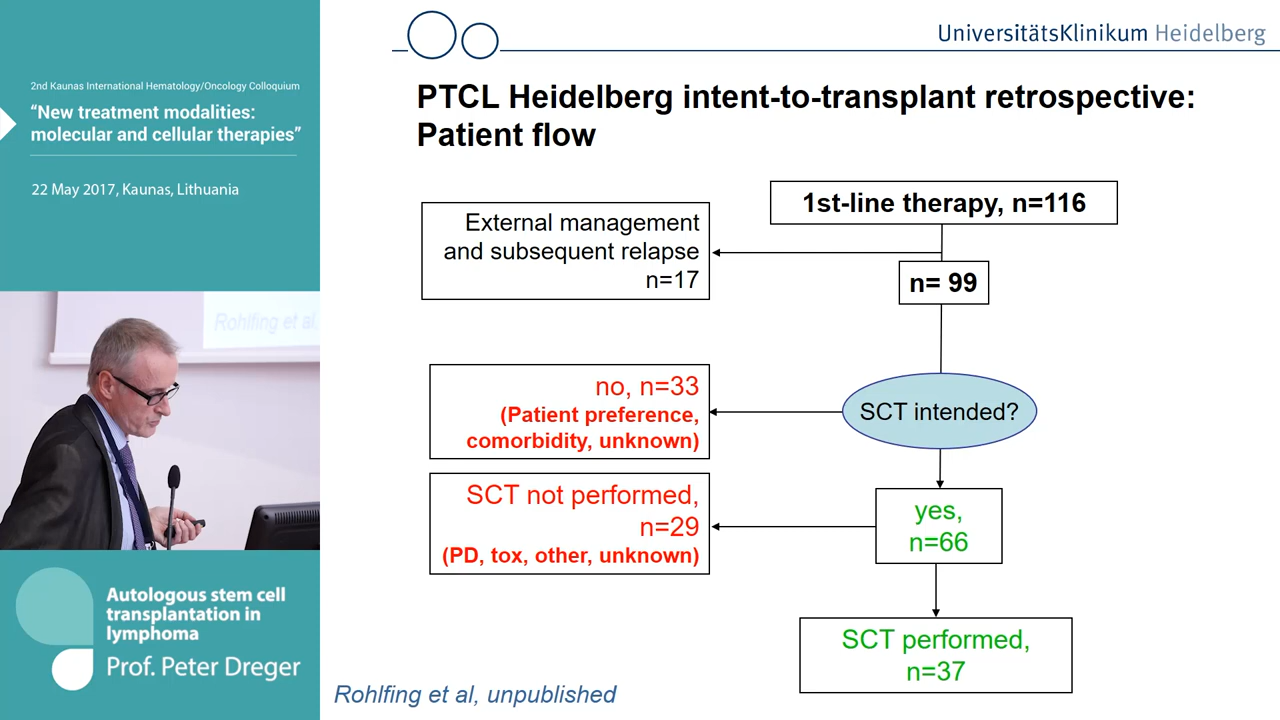 2nd Kaunas International Hematology/Oncology Colloquium
“New treatment modalities:
molecular and cellular therapies”
22 May 2017, Kaunas, Lithuania
Rohlfing et al,
Autologous stem cell
transplantation in
lymphoma
Prof. Peter Dreger
UniversitätsKlinikum Heidelberg
PTCL Heidelberg intent-to-transplant retrospective:
Patient flow
1st-line therapy, n=116
External management
and subsequent relapse
n=17
n= 99
SCT intended?
no, n=33
(Patient preference,
comorbidity, unknown)
yes,
n=66
SCT not performed,
n=29
(PD, tox, other, unknown)
SCT performed,
n=37
Rohlfing et al, unpublished